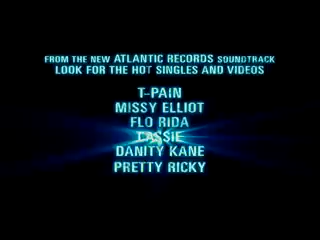 FROM THE NEW ATLANTIC RECORDS SOUNDTRACK
LOOK FOR THE HOT SINGLES AND VIDEOS
T-PAIN
MISSY ELLIOT
FLO RIDA
CASSIE
DANITY KANE
PRETTY RICKY